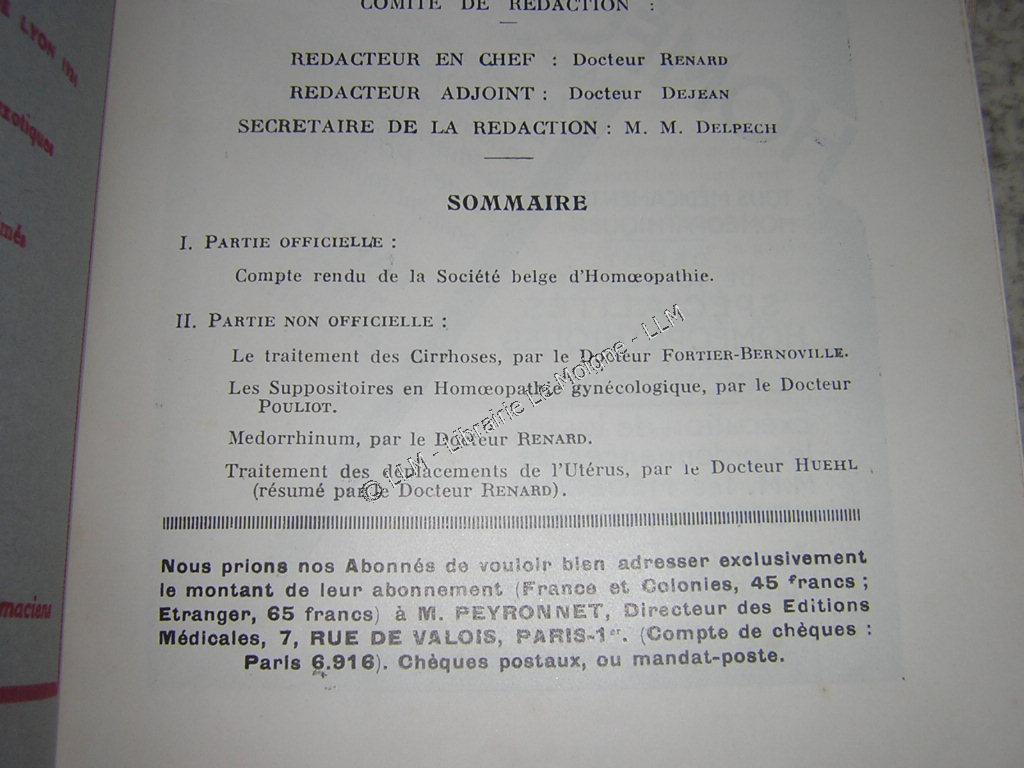 COMITÉ DE REDACTION :
REDACTEUR EN CHEF : Docteur RENARD
REDACTEUR ADJOINT : Docteur DEJEAN
SECRETAIRE DE LA REDACTION : M. M. DELPECH
SOMMAIRE
I. PARTIE OFFICIELLE :
Compte rendu de la Société belge d'Homœopathie.
II. PARTIE NON OFFICIELLE :
Le traitement des Cirrhoses, par le Docteur FORTIER-BERNOVILLE.
Les Suppositoires en Homœopathie gynécologique, par le Docteur
POULIOT.
Medorrhinum, par le Docteur RENARD.
Traitement des déplacements de l'Utérus, par le Docteur HUEHL
(résumé par le Docteur RENARD).
Nous prions nos Abonnés de vouloir bien adresser exclusivement
le montant de leur abonnement (France et Colonies, 45 francs ;
Etranger, 65 francs) à M. PEYRONNET, Directeur des Editions
Médicales, 7, RUE DE VALOIS, PARIS-1er. (Compte de chèques :
Paris 6.916). Chèques postaux, ou mandat-poste.
© LLM - Librairie Le Moigne - LLM
LYON
exotiques